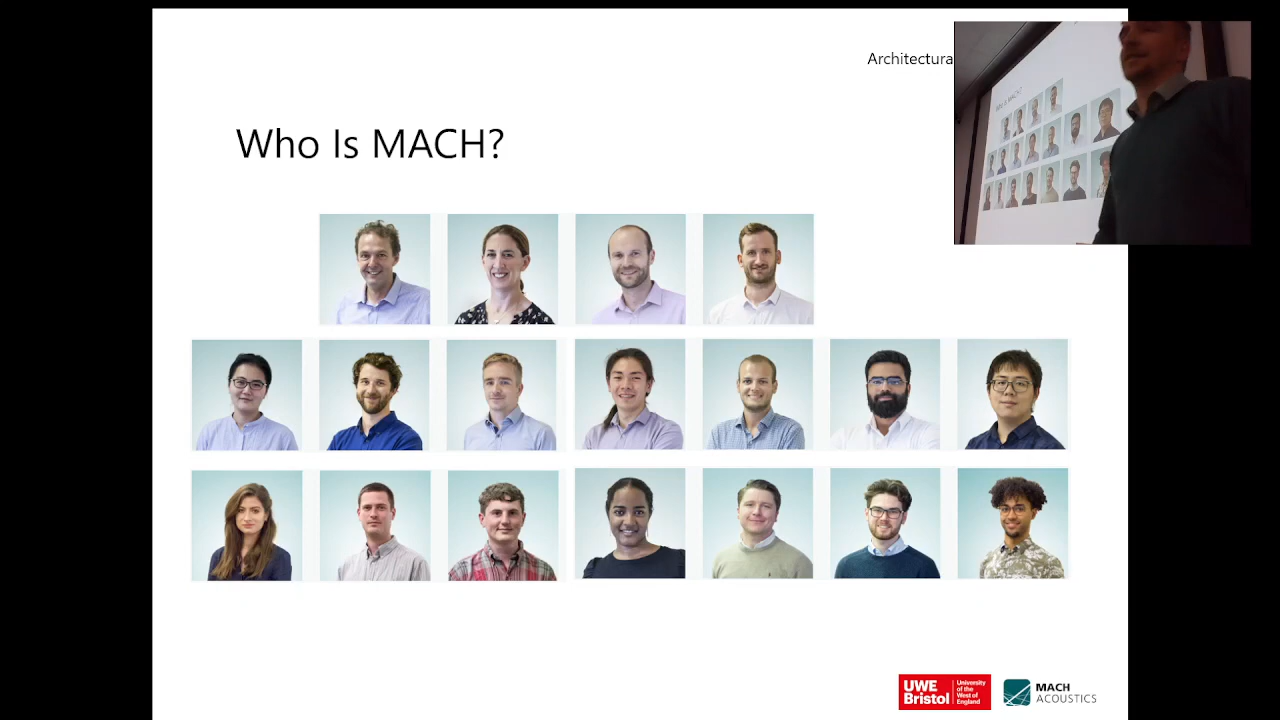 Architectura
Who Is MACH?
UWE
Bristol
University
of the
West of
England
MACH
ACOUSTICS